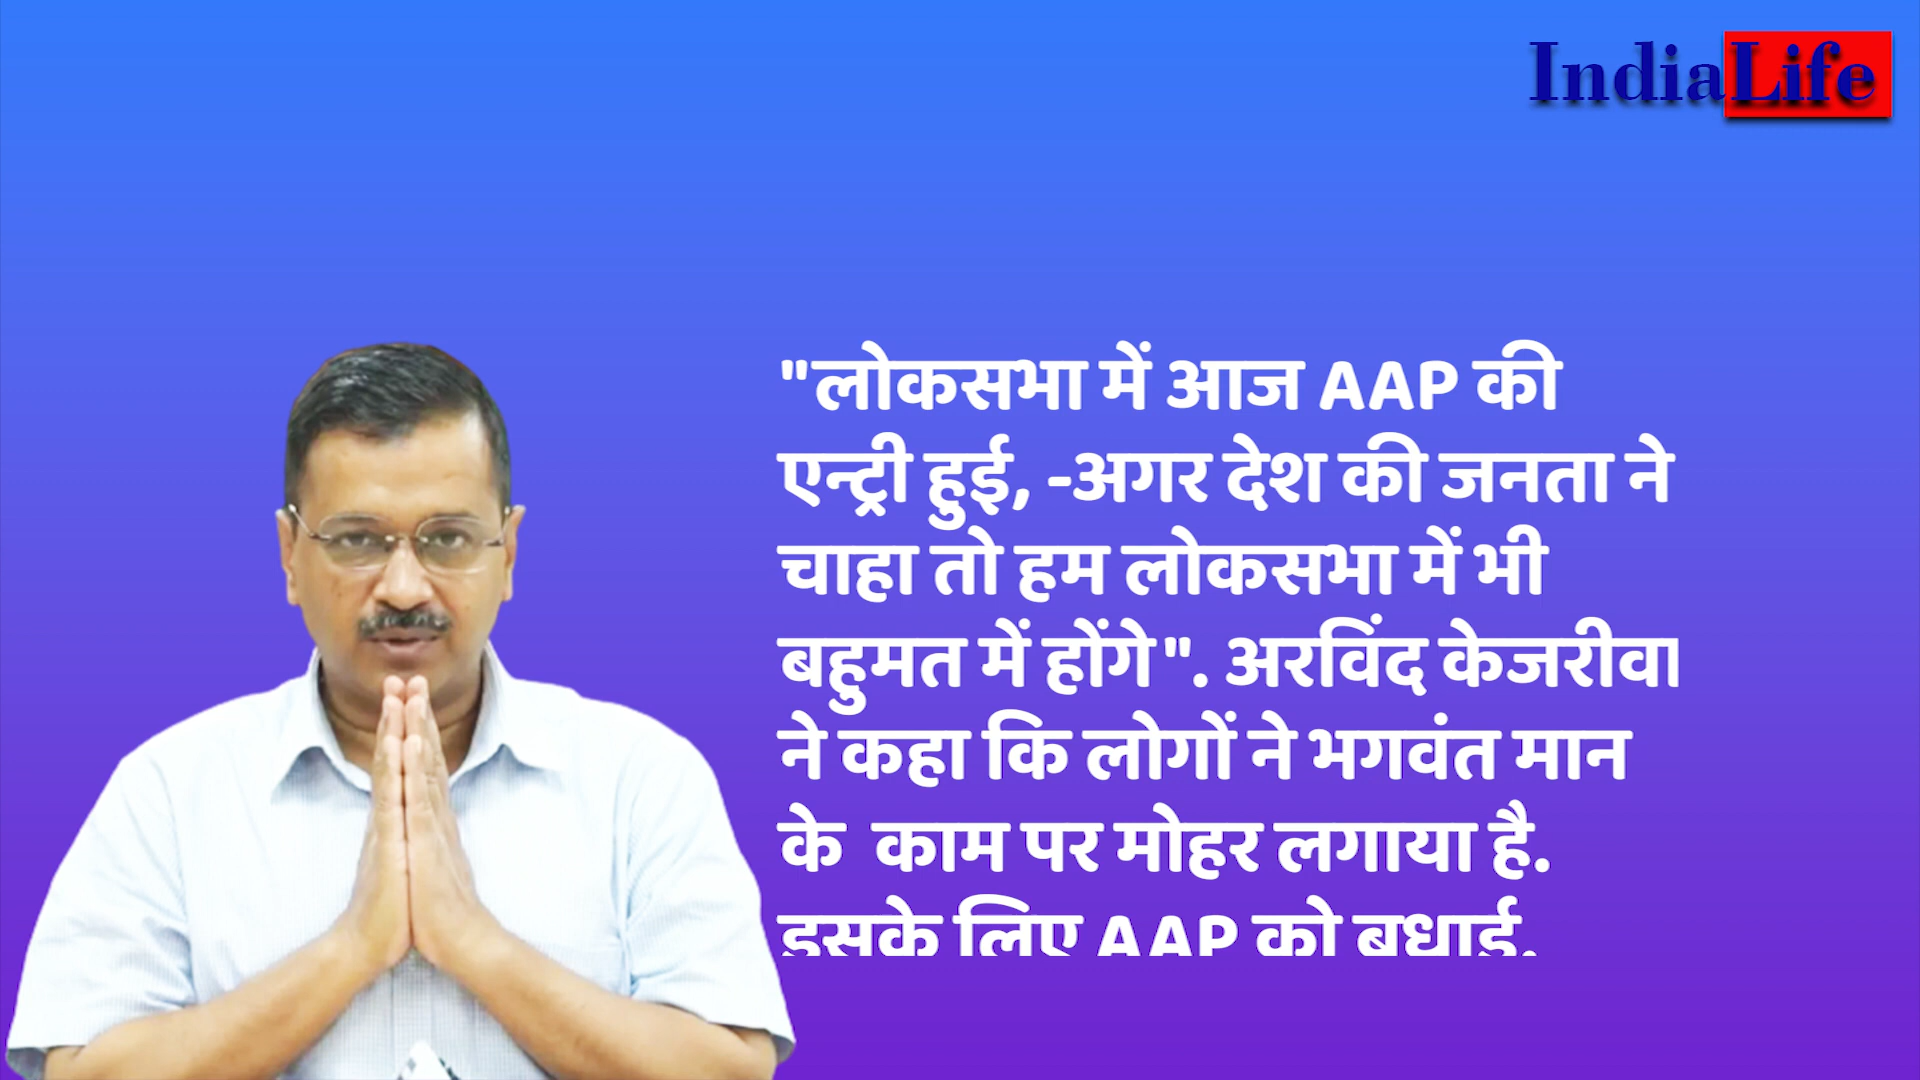 IndiaLife
"लोकसभा में आज AAP की
एन्ट्री हुई, -अगर देश की जनता ने
चाहा तो हम लोकसभा में भी
बहुमत में होंगे". अरविंद केजरीवा
ने कहा कि लोगों ने भगवंत मान
के काम पर मोहर लगाया है.
इसके लिए AAP को बधाई.